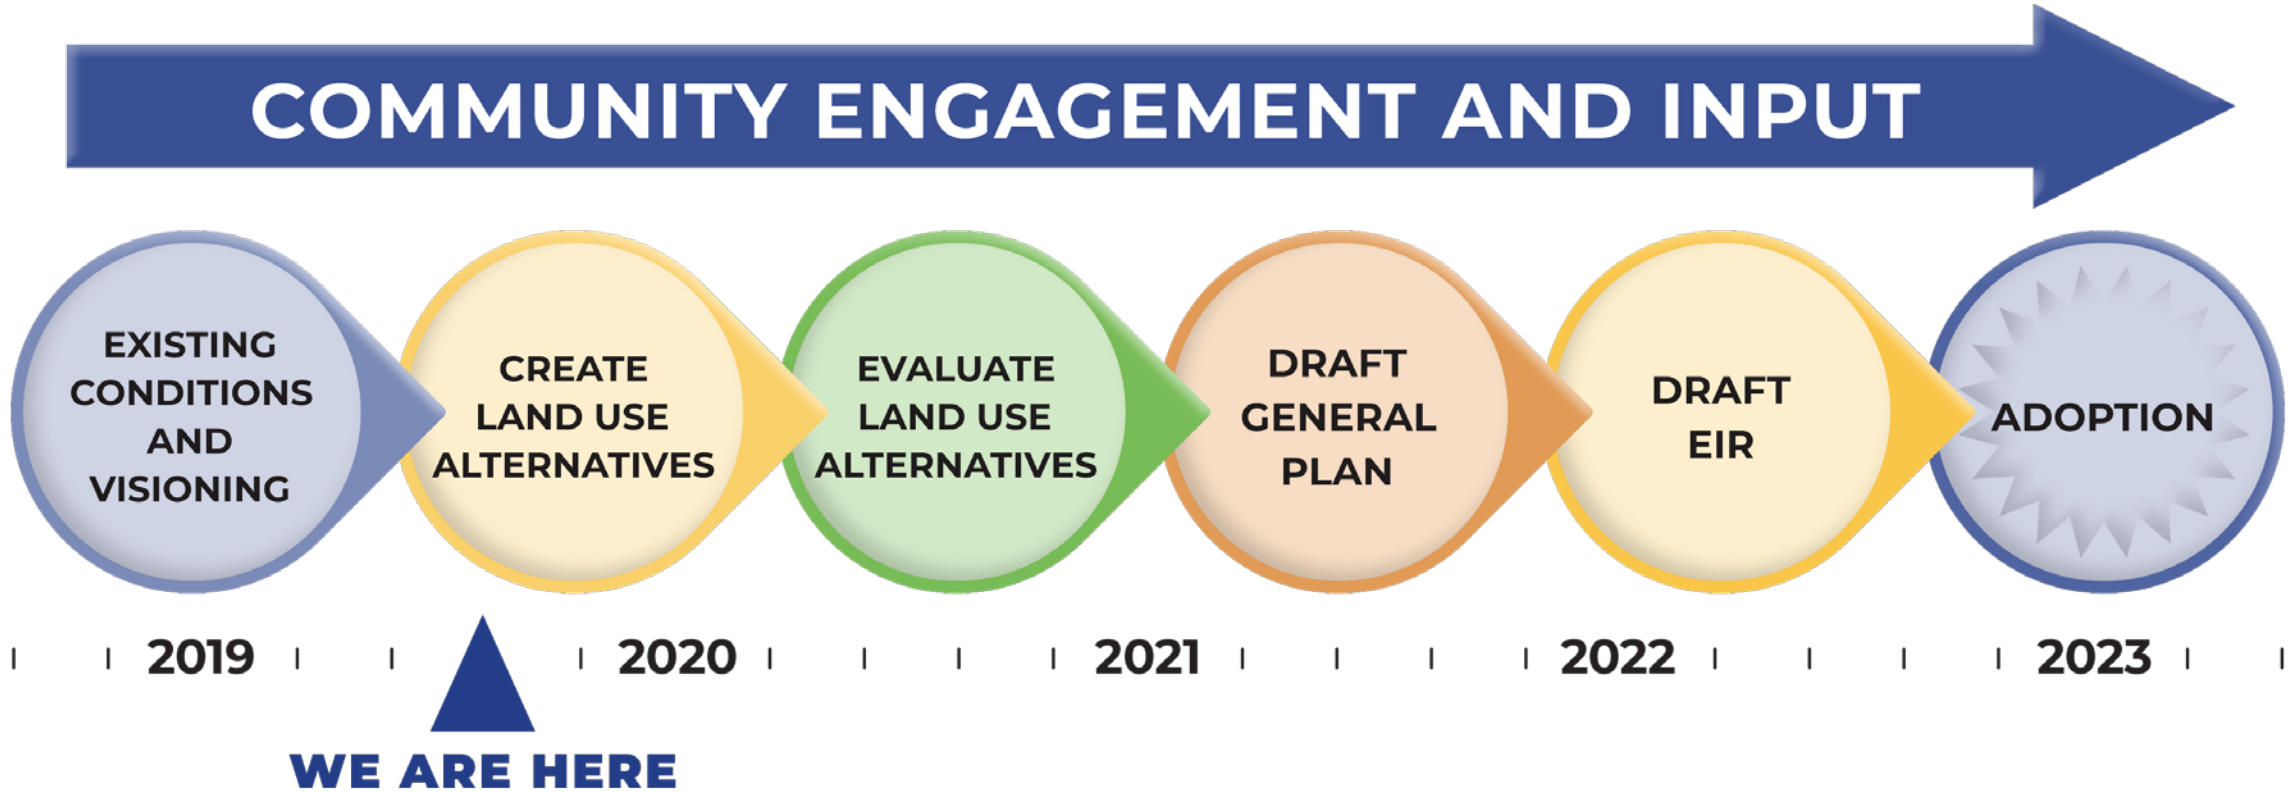 COMMUNITY ENGAGEMENT AND INPUT
EXISTING
CONDITIONS
AND
VISIONING
CREATE
LAND USE
ALTERNATIVES
EVALUATE
LAND USE
ALTERNATIVES
DRAFT
GENERAL
PLAN
DRAFT
EIR
ADOPTION
2019 2020 2021 2022 2023
WE ARE HERE